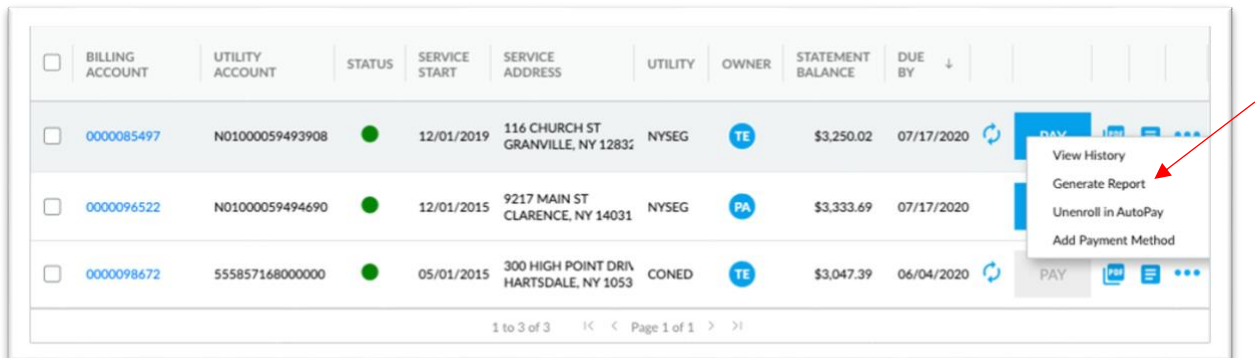 BILLING ACCOUNT UTILITY ACCOUNT STATUS SERVICE START SERVICE ADDRESS UTILITY OWNER STATEMENT BALANCE DUE BY ↓
0000085497 N01000059493908 12/01/2019 116 CHURCH ST GRANVILLE, NY 12832 NYSEG TE $3,250.02 07/17/2020 PAY
View History
Generate Report
Unenroll in AutoPay
Add Payment Method
0000096522 N01000059494690 12/01/2015 9217 MAIN ST CLARENCE, NY 14031 NYSEG PA $3,333.69 07/17/2020
0000098672 555857168000000 05/01/2015 300 HIGH POINT HARTSDALE, NY 1053 CONED TE $3,047.39 06/04/2020 PAY PDF
1 to 3 of 3 Page 1 of 1